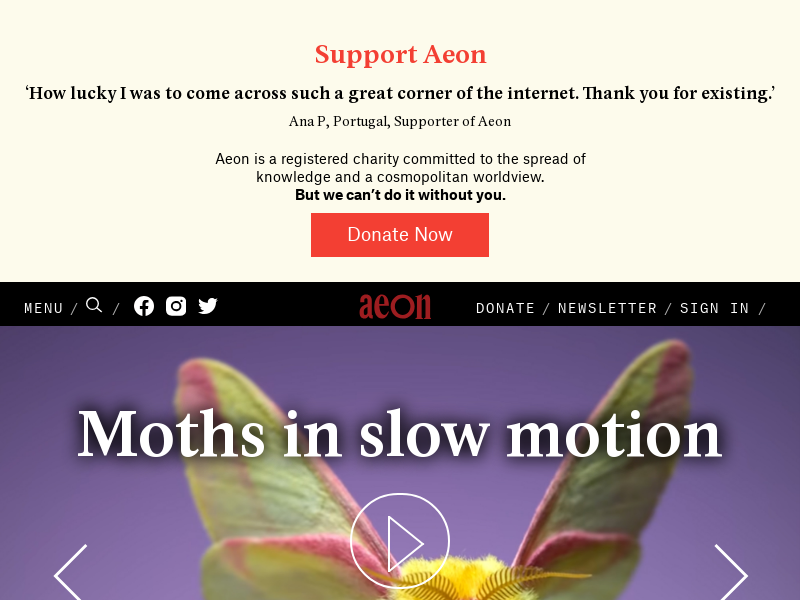 Support Aeon
‘How lucky I was to come across such a great corner of the internet. Thank you for existing.’
Ana P, Portugal, Supporter of Aeon
Aeon is a registered charity committed to the spread of
knowledge and a cosmopolitan worldview.
But we can’t do it without you.
Donate Now
MENU / / aeon DONATE / NEWSLETTER / SIGN IN /
Moths in slow motion